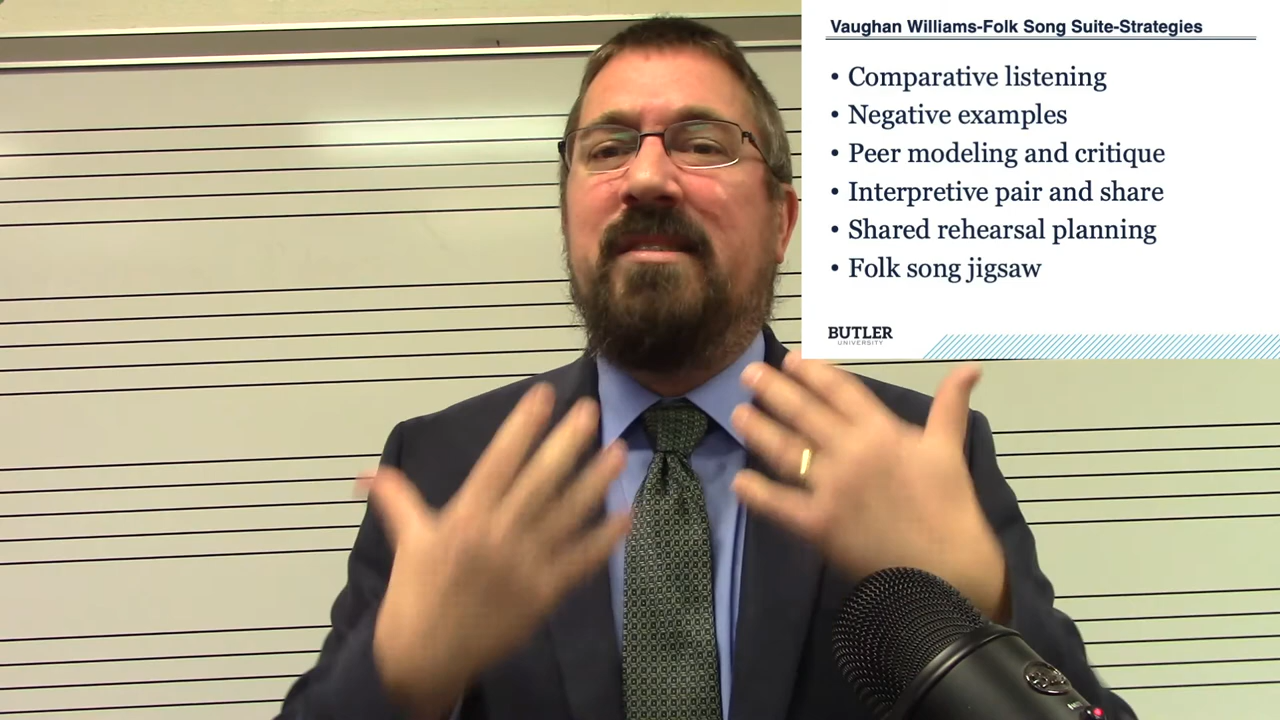 Vaughan Williams-Folk Song Suite-Strategies
• Comparative listening
• Negative examples
• Peer modeling and critique
• Interpretive pair and share
• Shared rehearsal planning
• Folk song jigsaw
BUTLER
UNIVERSITY